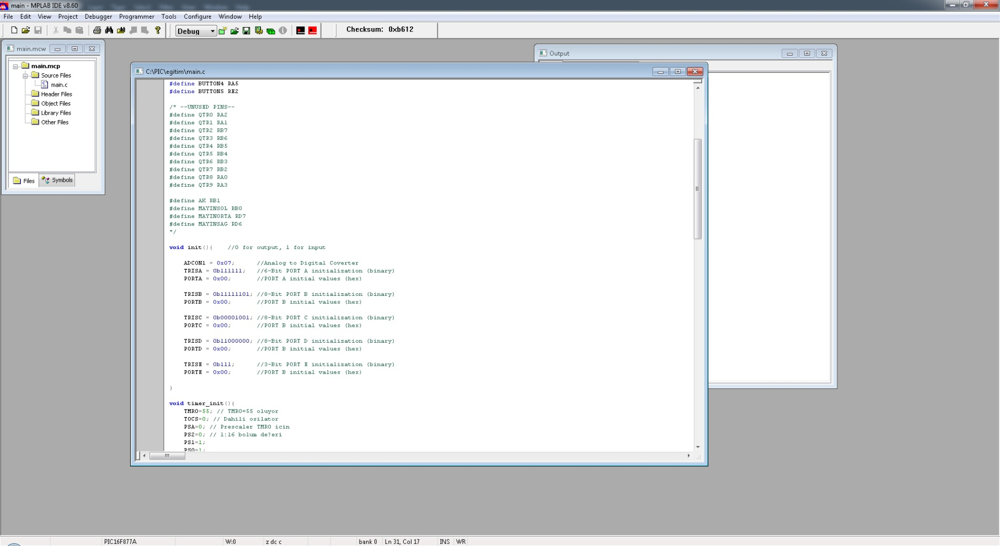 main - MPLAB IDE v8.60
File Edit View Project Debugger Programmer Tools Configure Window Help
Debug
Checksum: 0xb612
main.mcw
main.mcp
Source Files
main.c
Header Files
Object Files
Library Files
Other Files
Files Symbols
Output
C:\PIC\egitim\main.c
#define BUTTON4 RA5
#define BUTTON5 RE2
/* --UNUSED PINS--
#define QTR0 RA2
#define QTR1 RA1
#define QTR2 RB7
#define QTR3 RB6
#define QTR4 RB5
#define QTR5 RB4
#define QTR6 RB3
#define QTR7 RB2
#define QTR8 RA0
#define QTR9 RA3
#define AK RB1
#define MAYINSOL RB0
#define MAYINORTA RD7
#define MAYINSAG RD6
*/
void init(){ //0 for output, 1 for input
ADCON1 = 0x07; //Analog to Digital Coverter
TRISA = 0b111111; //6-Bit PORT A initialization (binary)
PORTA = 0x00; //PORT A initial values (hex)
TRISB = 0b11111101; //8-Bit PORT B initialization (binary)
PORTB = 0x00; //PORT B initial values (hex)
TRISC = 0b00001001; //8-Bit PORT C initialization (binary)
PORTC = 0x00; //PORT B initial values (hex)
TRISD = 0b11000000; //8-Bit PORT D initialization (binary)
PORTD = 0x00; //PORT B initial values (hex)
TRISE = 0b111; //3-Bit PORT E initialization (binary)
PORTE = 0x00; //PORT B initial values (hex)
}
void timer_init(){
TMR0=55; // TMR0=55 oluyor
T0CS=0; // Dahili osilator
PSA=0; // Prescaler TMR0 icin
PS2=0; // 1:16 bolum de?eri
PS1=1;
PS0=1;
PIC16F877A W:0 z dc c bank 0 Ln 31, Col 17 INS WR